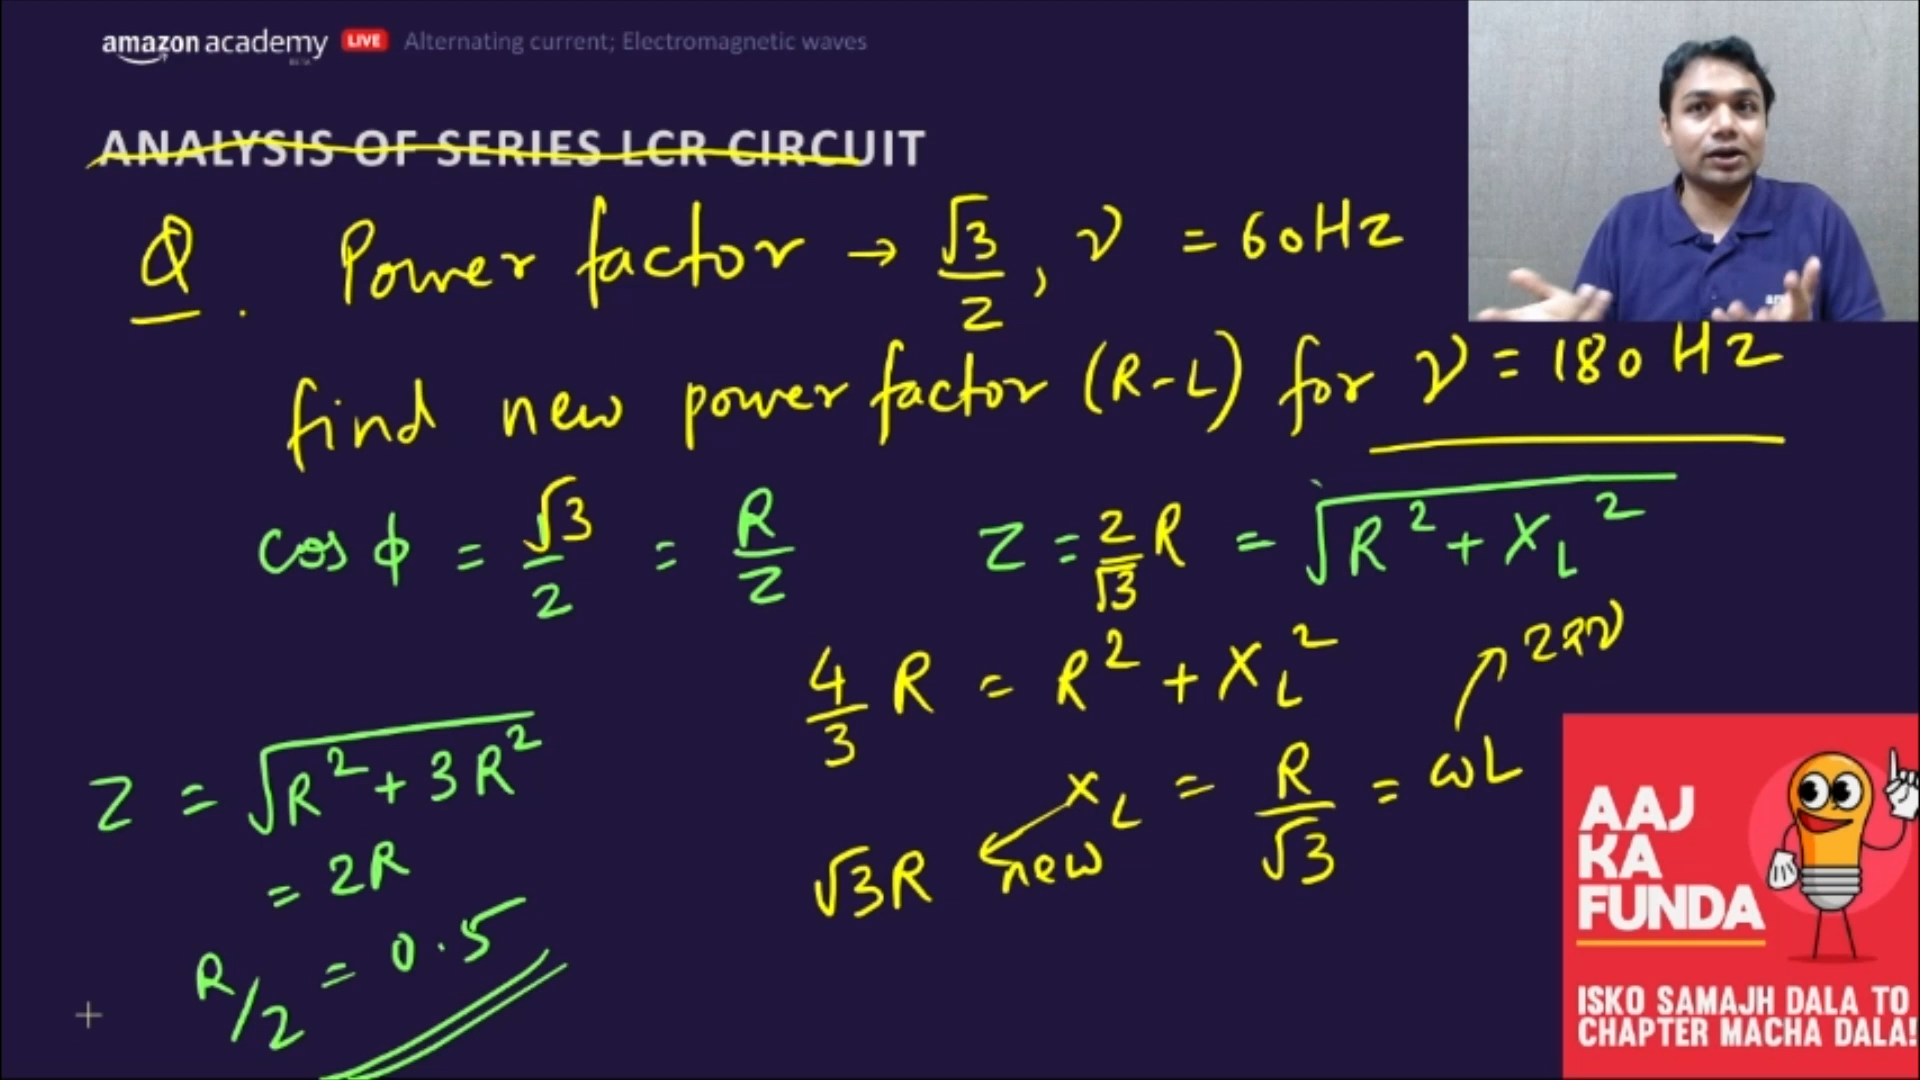 amazon academy LIVE Alternating current; Electromagnetic waves
BETA
ANALYSIS OF SERIES LCR CIRCUIT
Q. Power factor → √3/2, ν = 60Hz
find new power factor (R-L) for ν = 180 Hz
cos φ = √3/2 = R/Z
Z = 2/√3 R = √(R² + X_L²)
4/3 R = R² + X_L²
X_L = R/√3 = ωL
2πν
√3R new
Z = √(R² + 3R²)
= 2R
R/Z = 0.5
AAJ
KA
FUNDA
ISKO SAMAJH DALA TO
CHAPTER MACHA DALA!